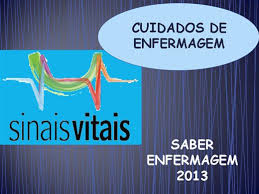 CUIDADOS DE
ENFERMAGEM
sinaisvitais
SABER
ENFERMAGEM
2013